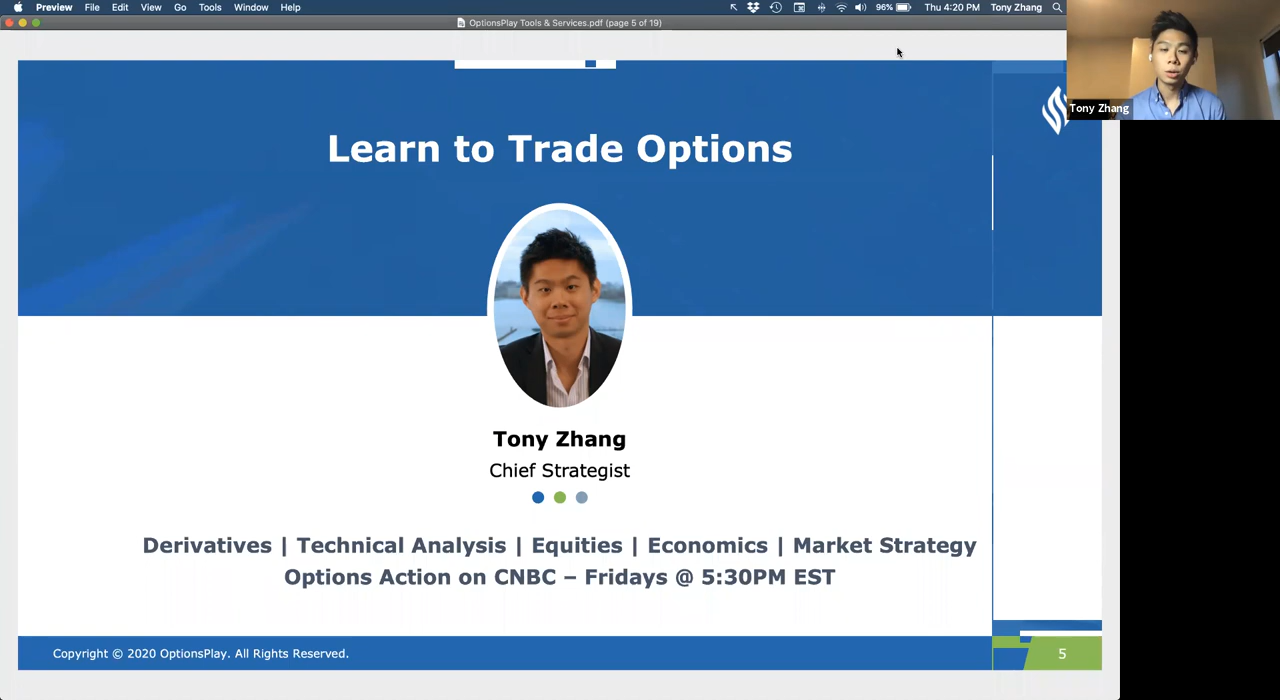 Preview File Edit View Go Tools Window Help 96% Thu 4:20 PM Tony Zhang
OptionsPlay Tools & Services.pdf (page 5 of 19)
Tony Zhang
Learn to Trade Options
Tony Zhang
Chief Strategist
Derivatives | Technical Analysis | Equities | Economics | Market Strategy
Options Action on CNBC – Fridays @ 5:30PM EST
Copyright © 2020 OptionsPlay. All Rights Reserved.
5